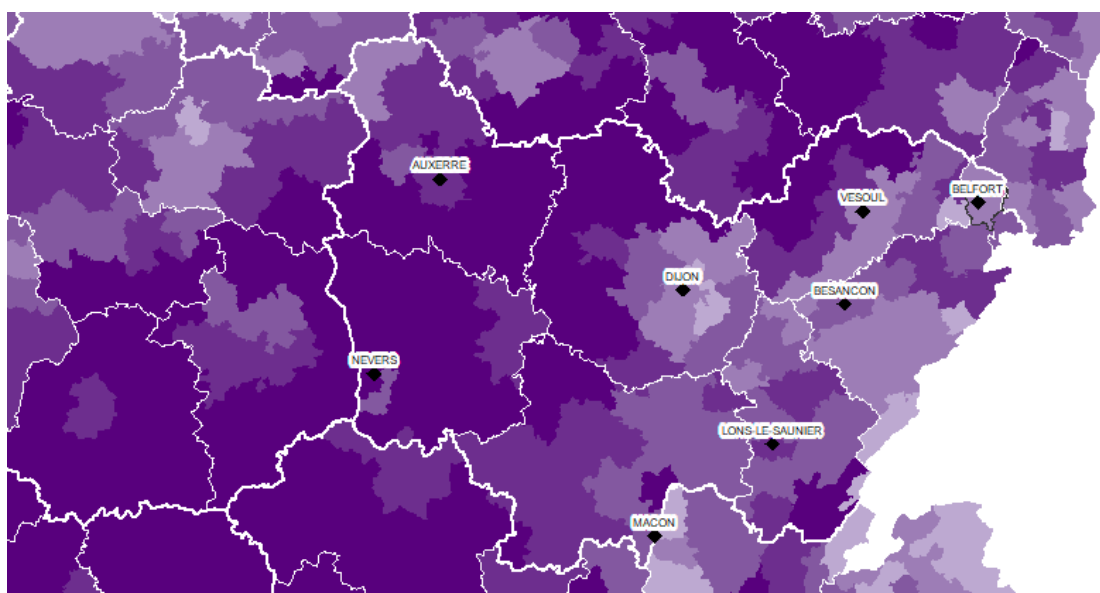 AUXERRE
BELFORT
VESOUL
DIJON
BESANCON
NEVERS
LONS-LE-SAUNIER
MACON